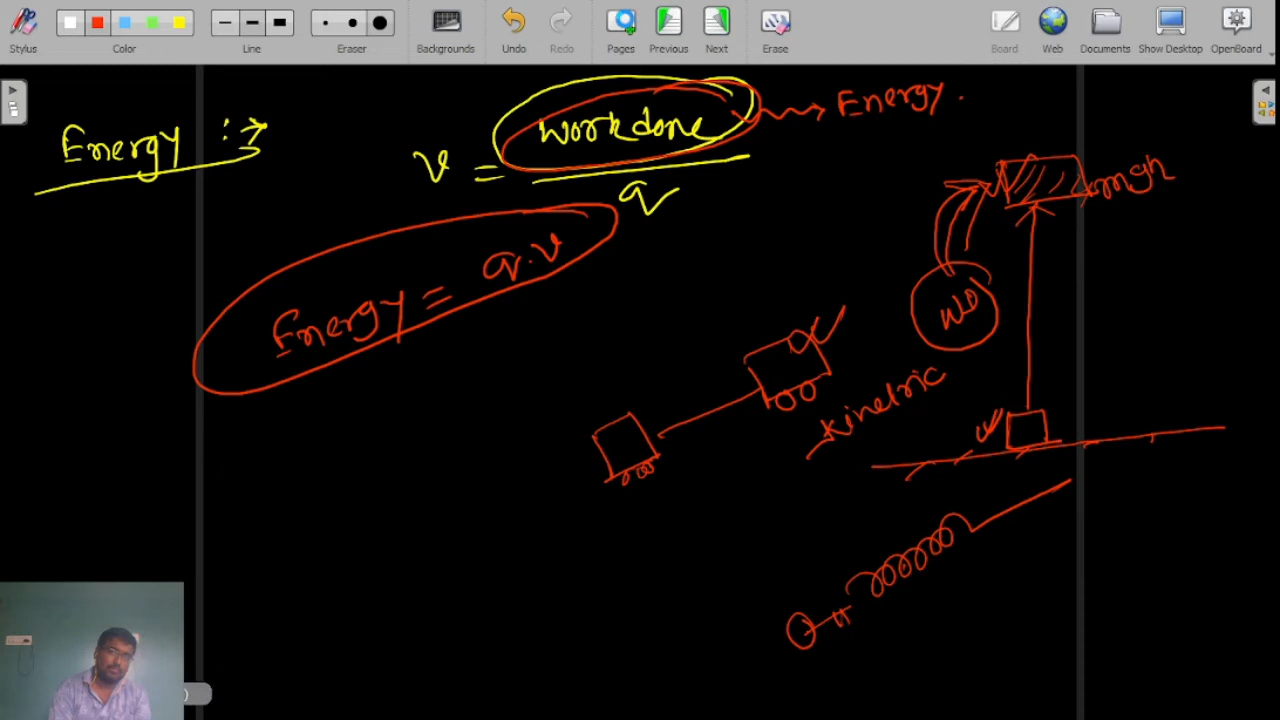 Stylus
Color
Line
Eraser
Backgrounds
Undo
Redo
Pages
Previous
Next
Erase
Board
Web
Documents
Show Desktop
OpenBoard
Energy :→
v = Workdone / q
→ Energy.
Energy = q.v
mgh
WD
kinetric